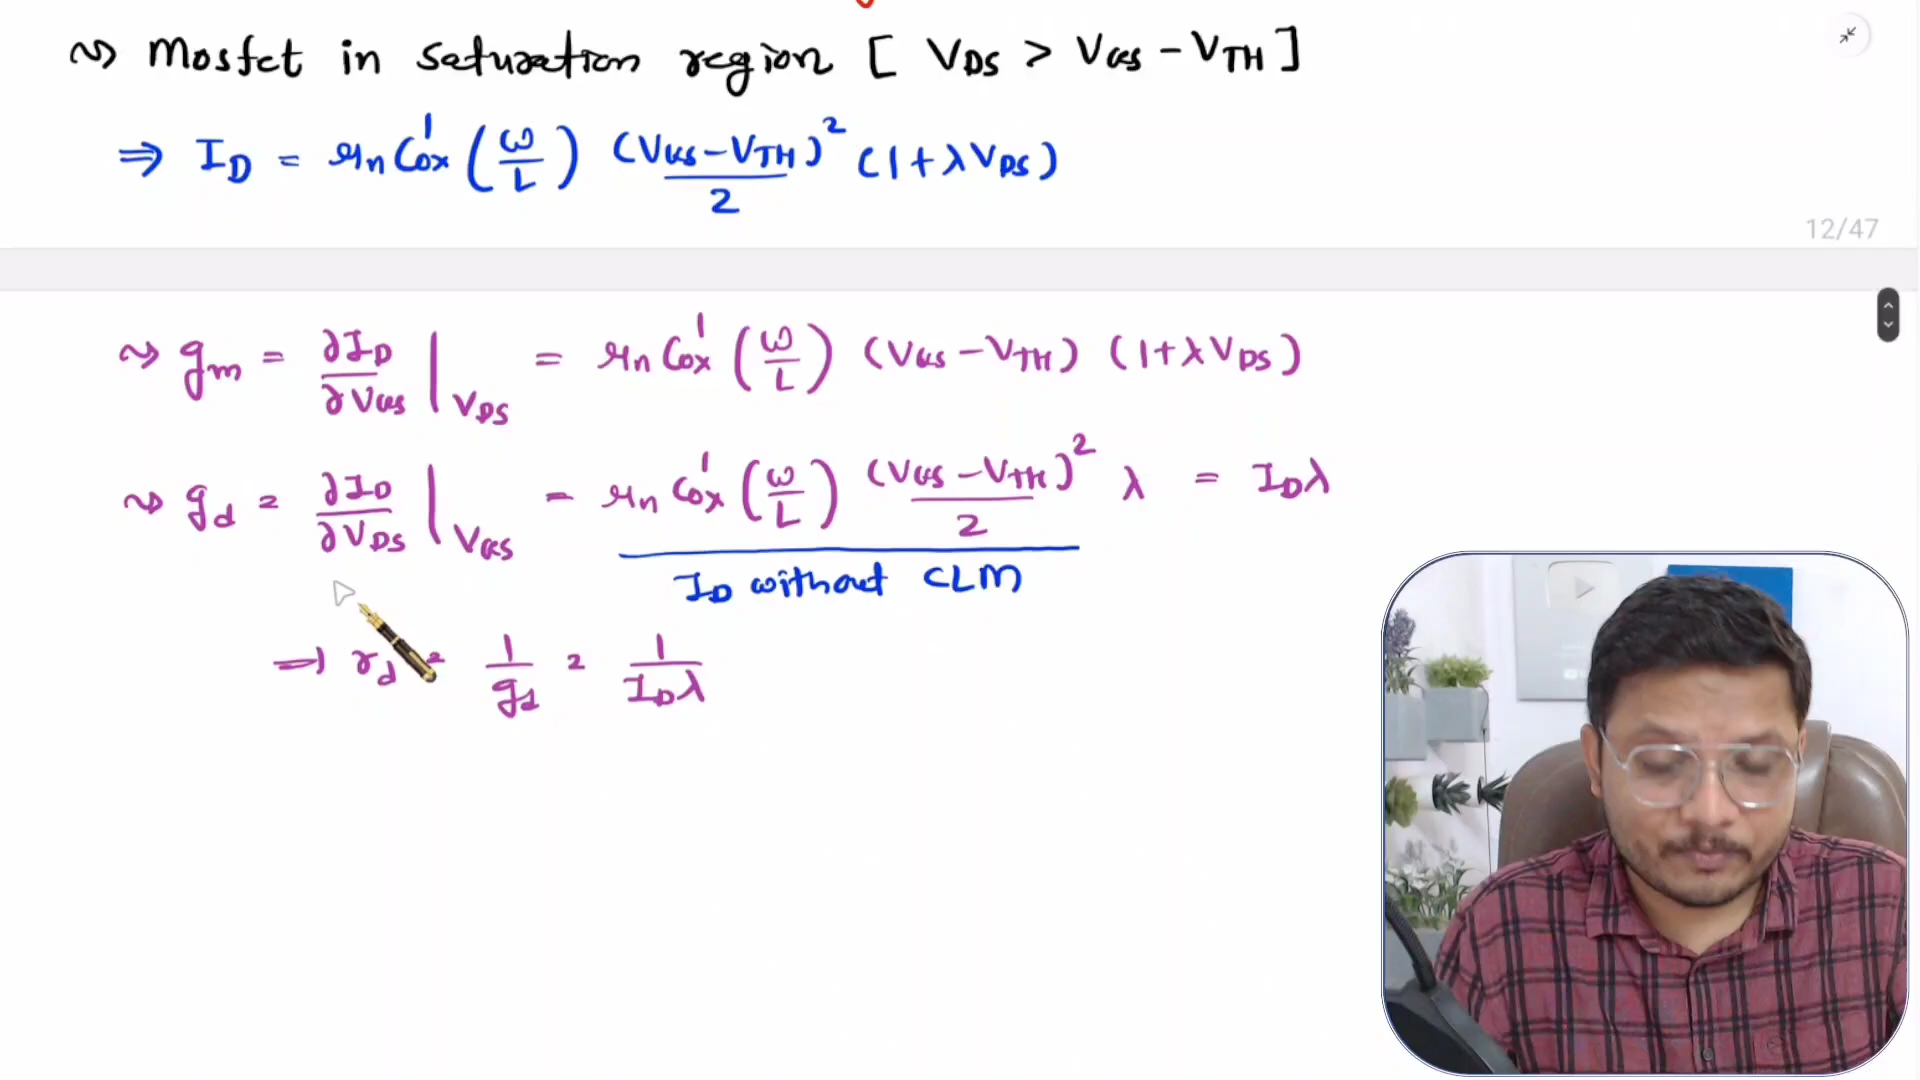 ~> Mosfet in saturation region [ VDS > VGS - VTH ]
⇒ ID = μn Cox' (W/L) (VGS - VTH)²/2 (1 + λVDS)
12/47
~> gm = ∂ID/∂VGS |VDS = μn Cox' (W/L) (VGS - VTH) (1 + λVDS)
~> gd = ∂ID/∂VDS |VGS = μn Cox' (W/L) (VGS - VTH)²/2 λ = IDλ
ID without CLM
⇒ rd = 1/gd = 1/IDλ